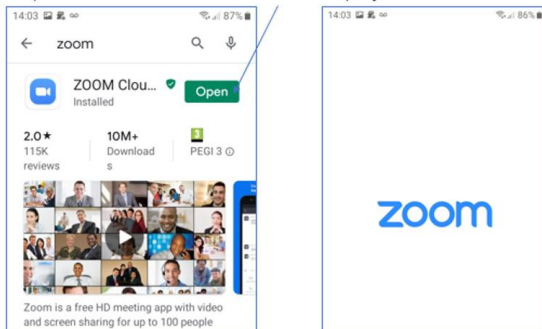 14:03 87%
zoom
ZOOM Clou...
Installed
Open
2.0★
115K
reviews
10M+
Download
s
3
PEGI 3
Zoom is a free HD meeting app with video
and screen sharing for up to 100 people
14:03 86%
zoom